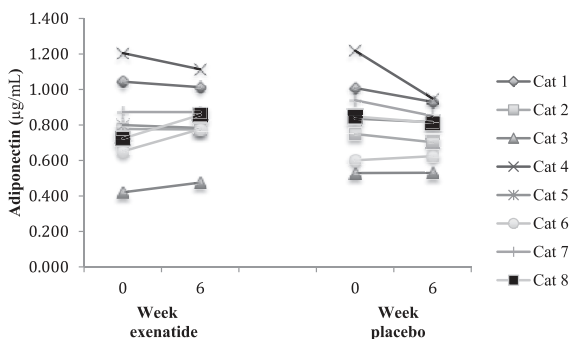 1.400
1.200
1.000
0.800
0.600
0.400
0.200
0.000
Adiponectin (µg/mL)
0 6 0 6
Week Week
exenatide placebo
Cat 1
Cat 2
Cat 3
Cat 4
Cat 5
Cat 6
Cat 7
Cat 8